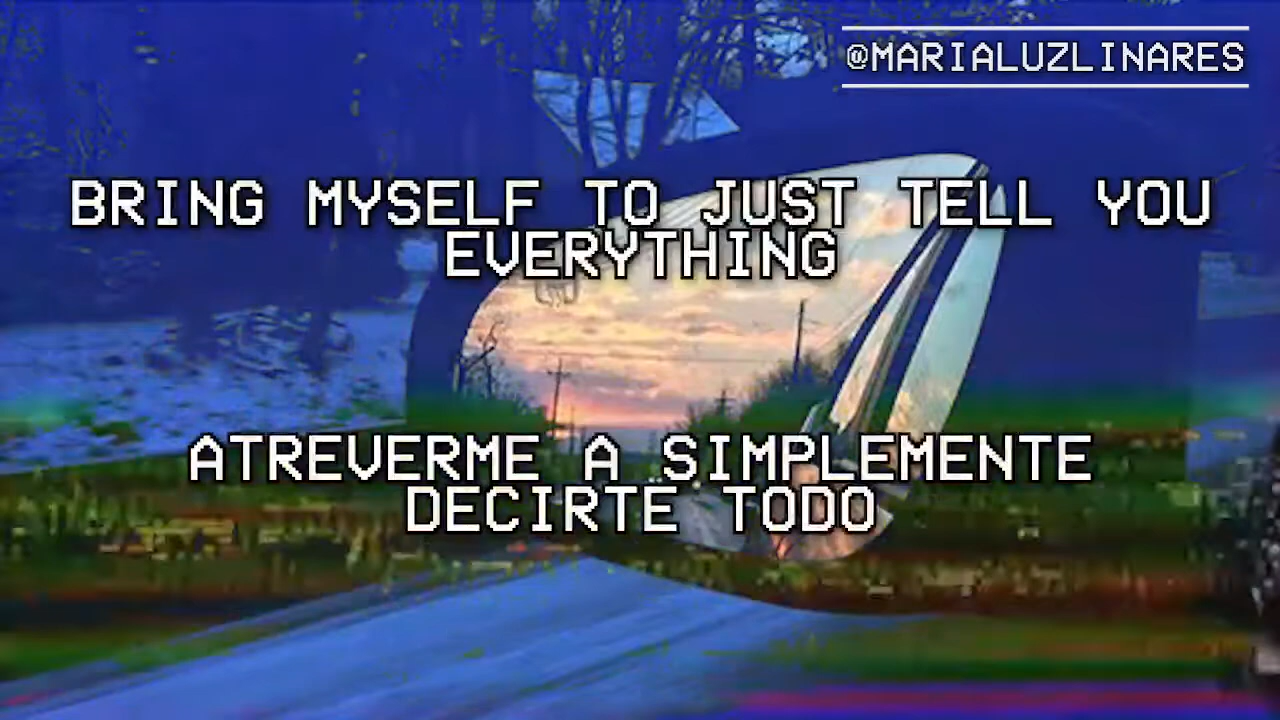 @MARIALUZLINARES
BRING MYSELF TO JUST TELL YOU
EVERYTHING
ATREVERME A SIMPLEMENTE
DECIRTE TODO